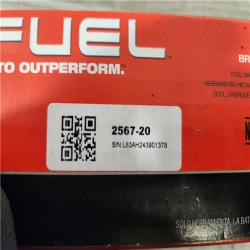 FUEL
TO OUTPERFORM.
BR
TOOL
HERRAMIENTA
OUTIL
2567-20
S/N:L83AH243901378
SOLO HERRAMIENTA, LA BAT